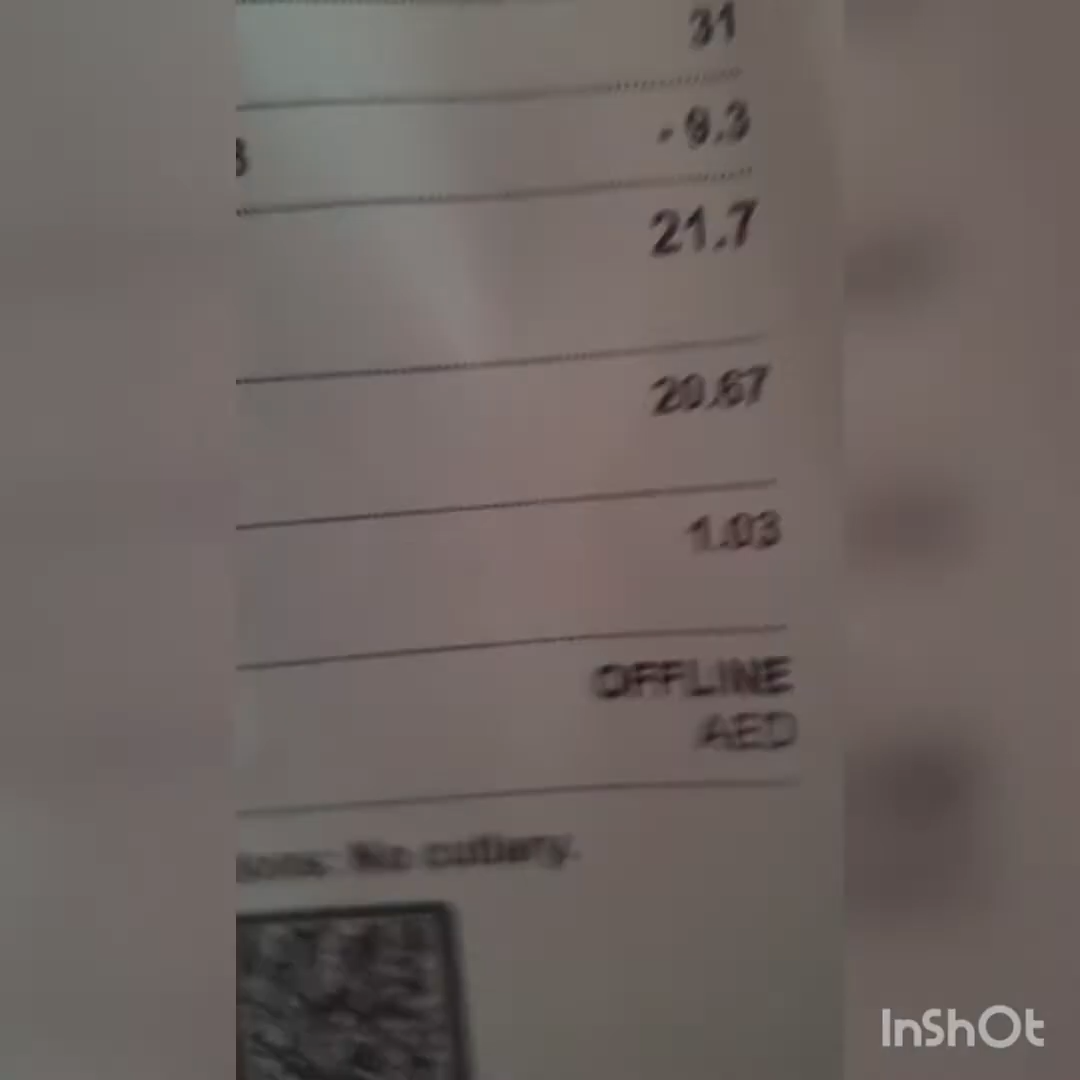 31
- 9.3
21.7
20.67
1.03
OFFLINE
AED
No cutlery.
InShOt